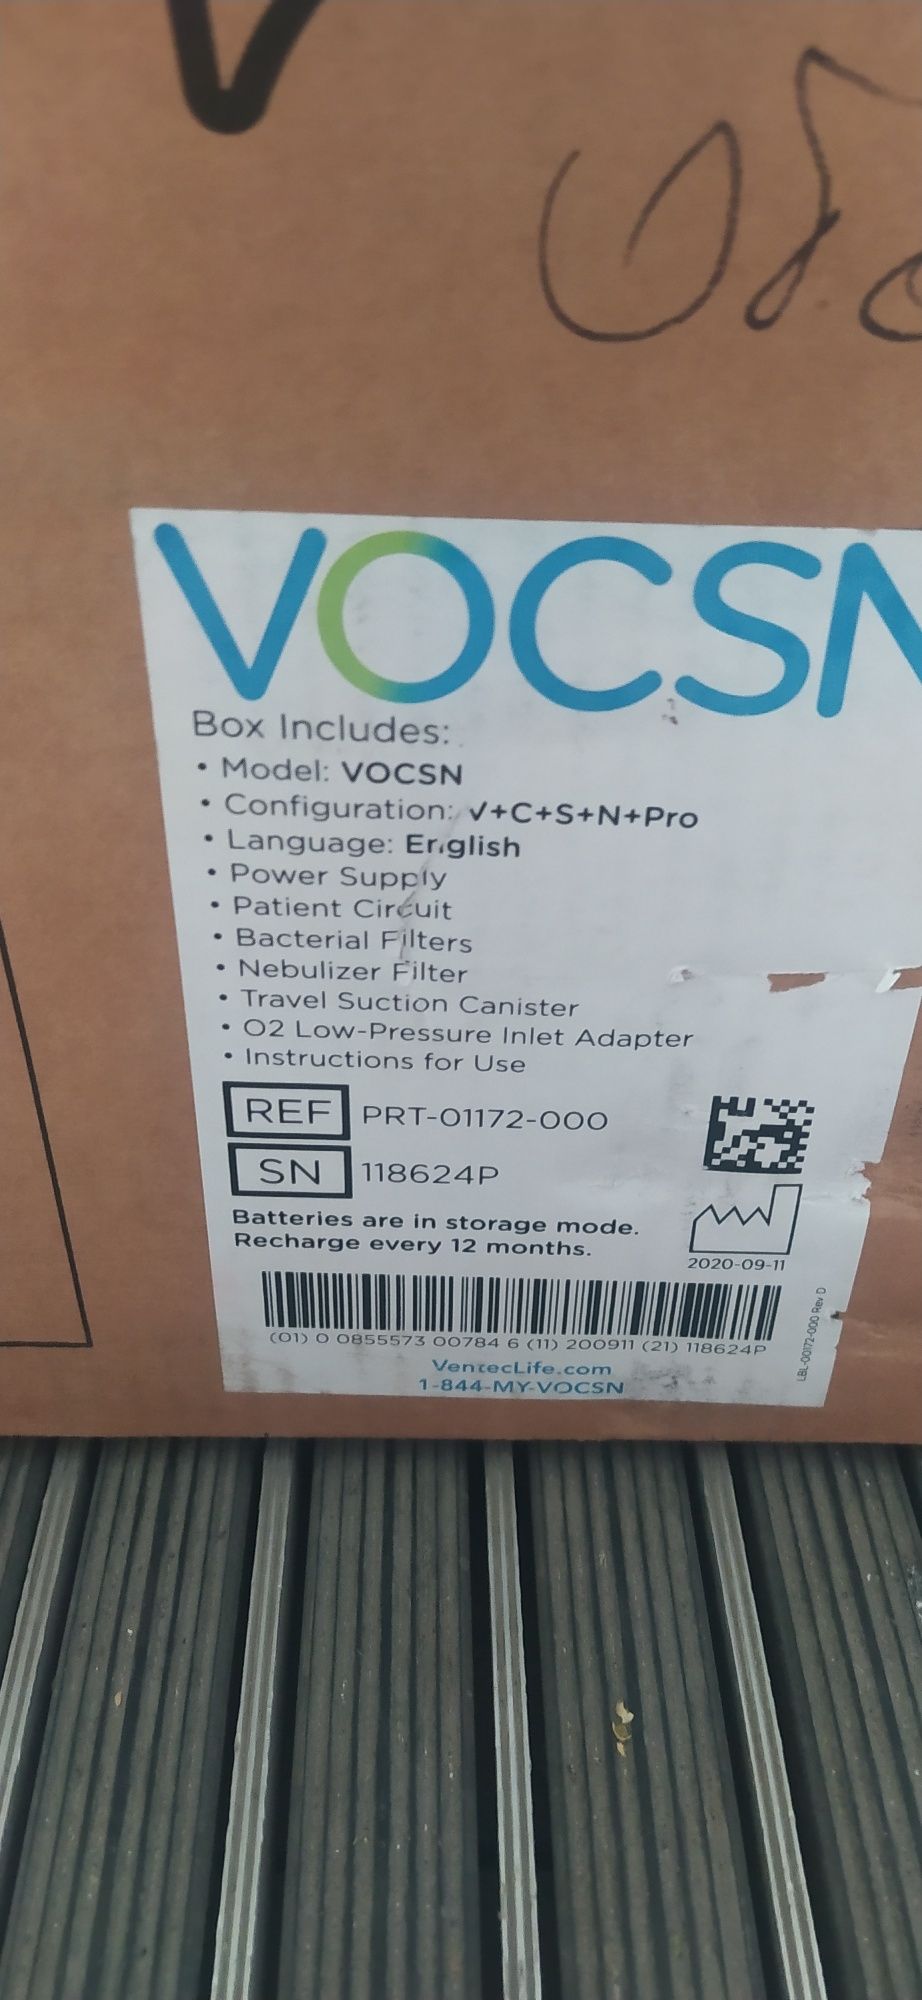 VOCSN
Box Includes:
• Model: VOCSN
• Configuration: V+C+S+N+Pro
• Language: English
• Power Supply
• Patient Circuit
• Bacterial Filters
• Nebulizer Filter
• Travel Suction Canister
• O2 Low-Pressure Inlet Adapter
• Instructions for Use
REF PRT-01172-000
SN 118624P
Batteries are in storage mode.
Recharge every 12 months.
2020-09-11
(01) 0 0855573 00784 6 (11) 200911 (21) 118624P
VentecLife.com
1-844-MY-VOCSN
LBL-00172-000 Rev D